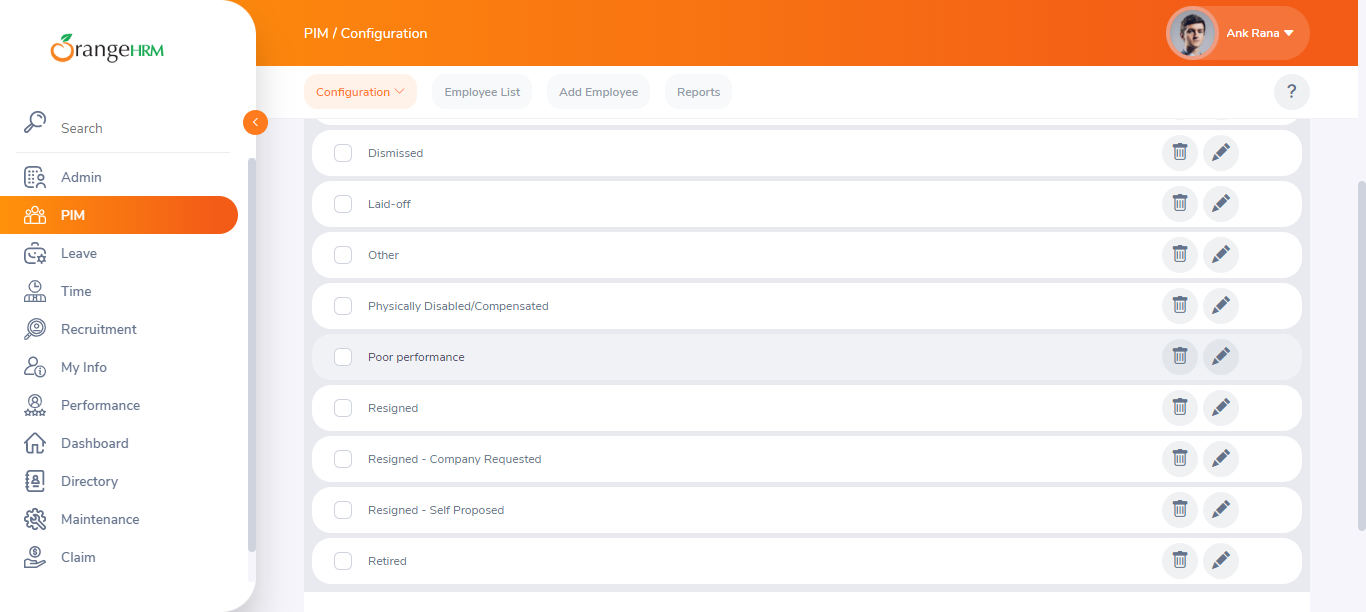 OrangeHRM
PIM / Configuration
Ank Rana
Configuration
Employee List
Add Employee
Reports
?
Search
Admin
PIM
Leave
Time
Recruitment
My Info
Performance
Dashboard
Directory
Maintenance
Claim
Dismissed
Laid-off
Other
Physically Disabled/Compensated
Poor performance
Resigned
Resigned - Company Requested
Resigned - Self Proposed
Retired